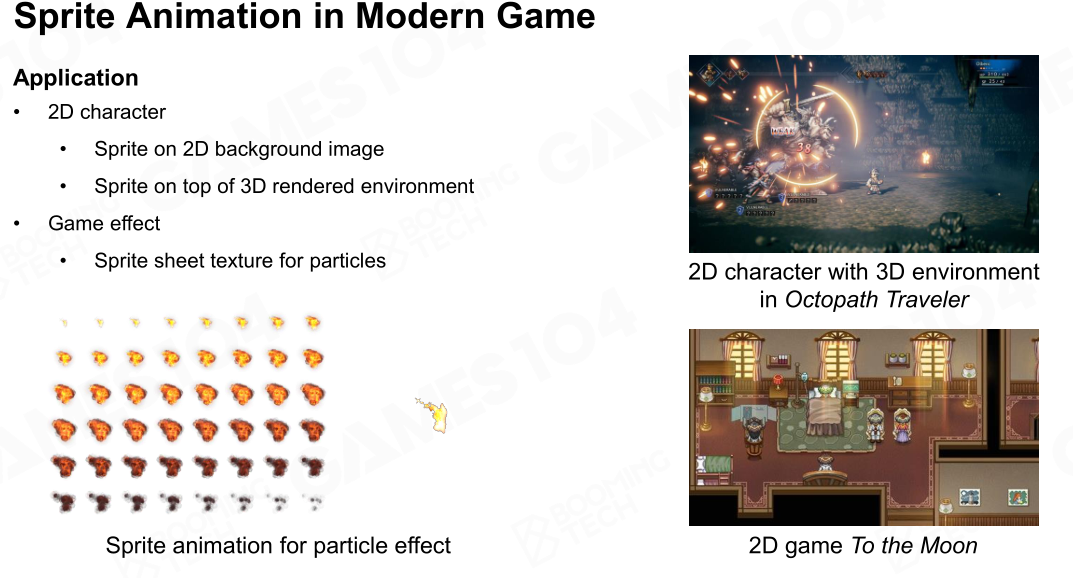 Sprite Animation in Modern Game
Application
• 2D character
• Sprite on 2D background image
• Sprite on top of 3D rendered environment
• Game effect
• Sprite sheet texture for particles
Sprite animation for particle effect
38
2D character with 3D environment
in Octopath Traveler
2D game To the Moon
GAMES104
BOOMING
TECH